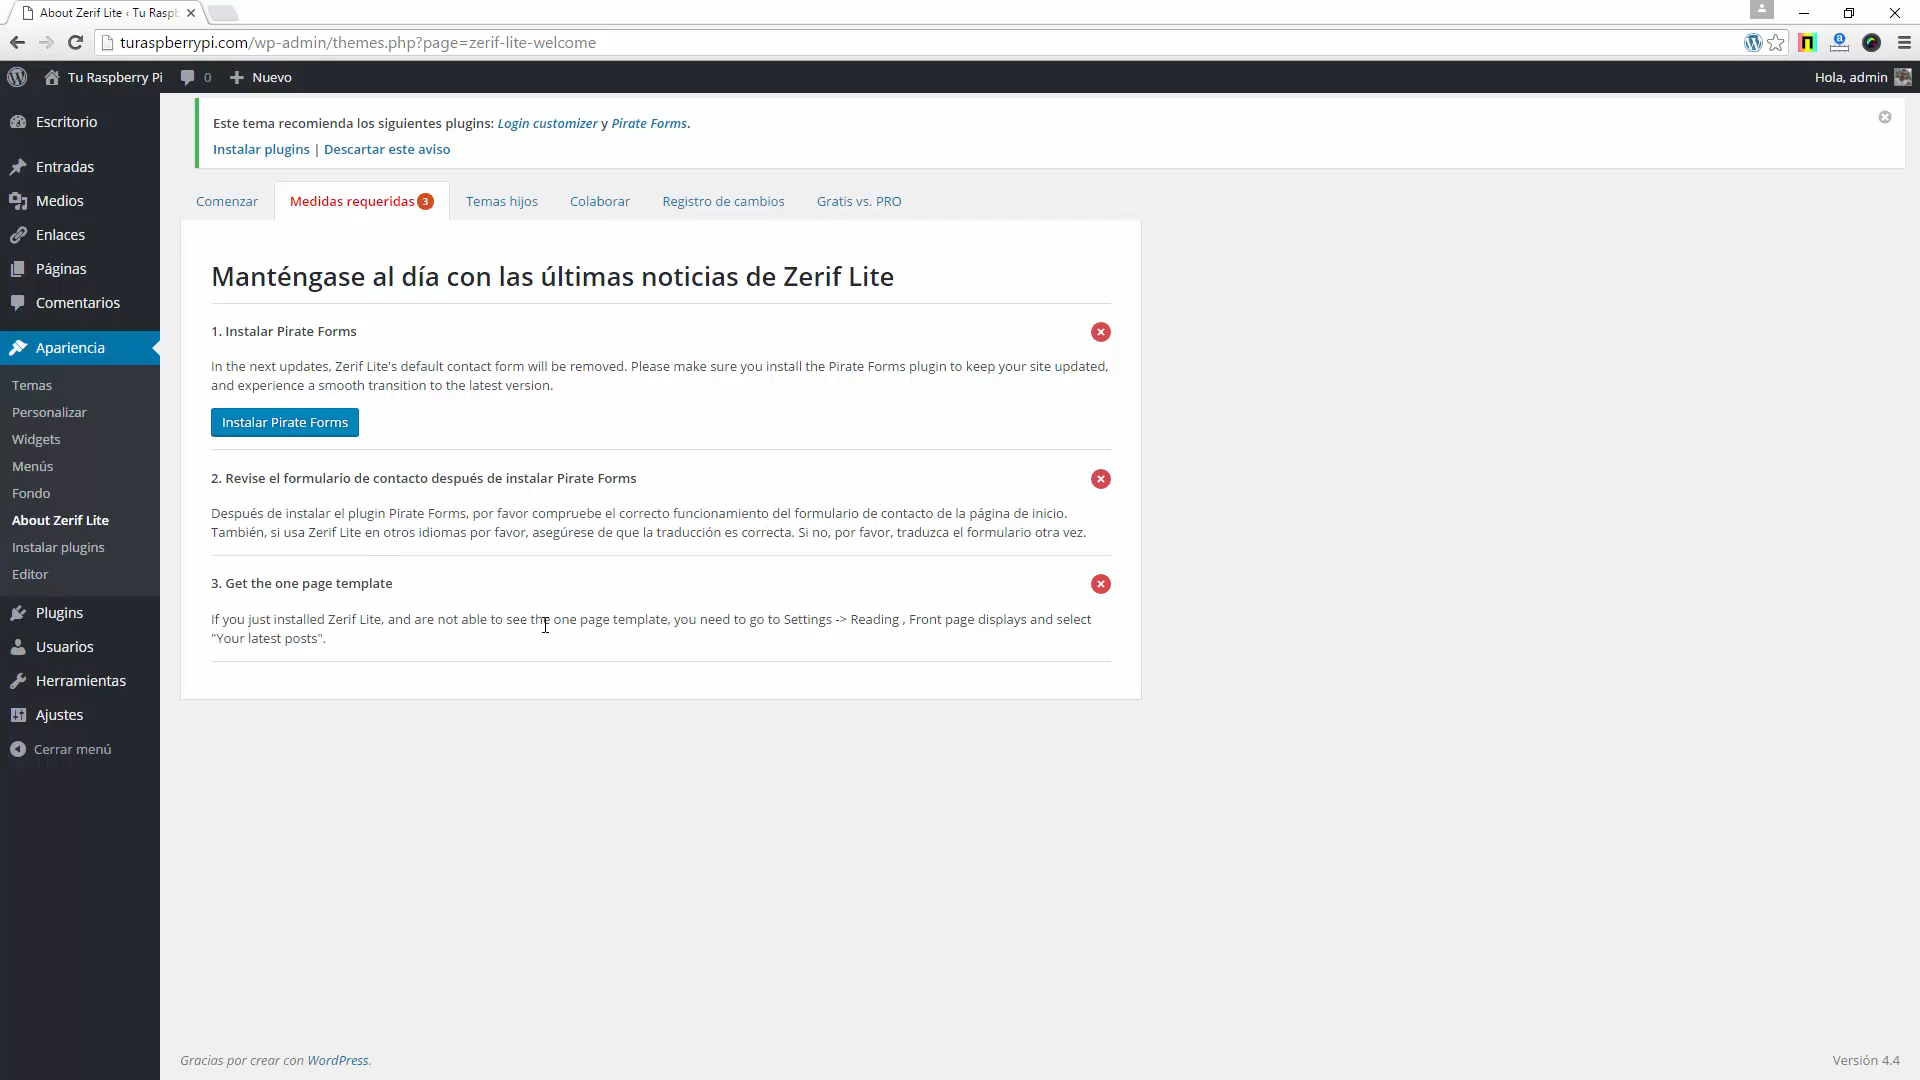 About Zerif Lite ‹ Tu Raspb
turaspberrypi.com/wp-admin/themes.php?page=zerif-lite-welcome
Tu Raspberry Pi
0
Nuevo
Hola, admin
Escritorio
Entradas
Medios
Enlaces
Páginas
Comentarios
Apariencia
Temas
Personalizar
Widgets
Menús
Fondo
About Zerif Lite
Instalar plugins
Editor
Plugins
Usuarios
Herramientas
Ajustes
Cerrar menú
Este tema recomienda los siguientes plugins: Login customizer y Pirate Forms.
Instalar plugins | Descartar este aviso
Comenzar
Medidas requeridas 3
Temas hijos
Colaborar
Registro de cambios
Gratis vs. PRO
Manténgase al día con las últimas noticias de Zerif Lite
1. Instalar Pirate Forms
In the next updates, Zerif Lite's default contact form will be removed. Please make sure you install the Pirate Forms plugin to keep your site updated,
and experience a smooth transition to the latest version.
Instalar Pirate Forms
2. Revise el formulario de contacto después de instalar Pirate Forms
Después de instalar el plugin Pirate Forms, por favor compruebe el correcto funcionamiento del formulario de contacto de la página de inicio.
También, si usa Zerif Lite en otros idiomas por favor, asegúrese de que la traducción es correcta. Si no, por favor, traduzca el formulario otra vez.
3. Get the one page template
If you just installed Zerif Lite, and are not able to see the one page template, you need to go to Settings -> Reading , Front page displays and select
"Your latest posts".
Gracias por crear con WordPress.
Versión 4.4